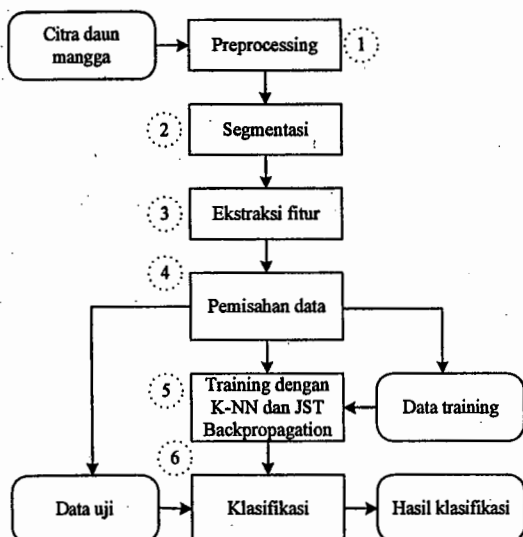 Citra daun
mangga
Preprocessing
1
2
Segmentasi
3
Ekstraksi fitur
4
Pemisahan data
5
Training dengan
K-NN dan JST
Backpropagation
Data training
6
Data uji
Klasifikasi
Hasil klasifikasi